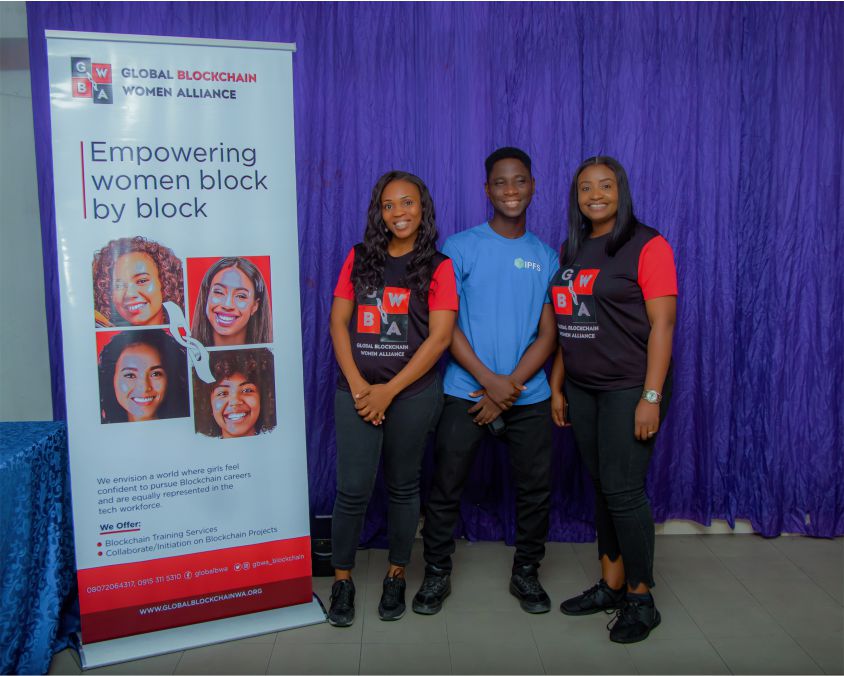 G W
B A
GLOBAL BLOCKCHAIN
WOMEN ALLIANCE
Empowering
women block
by block
We envision a world where girls feel
confident to pursue Blockchain careers
and are equally represented in the
tech workforce.
We Offer:
Blockchain Training Services
Collaborate/Initiation on Blockchain Projects
08072064317, 0915 311 5310 globalbwa gbwa_blockchain
WWW.GLOBALBLOCKCHAINWA.ORG
G W
B A
GLOBAL BLOCKCHAIN
WOMEN ALLIANCE
IPFS
G W
B A
GLOBAL BLOCKCHAIN
WOMEN ALLIANCE